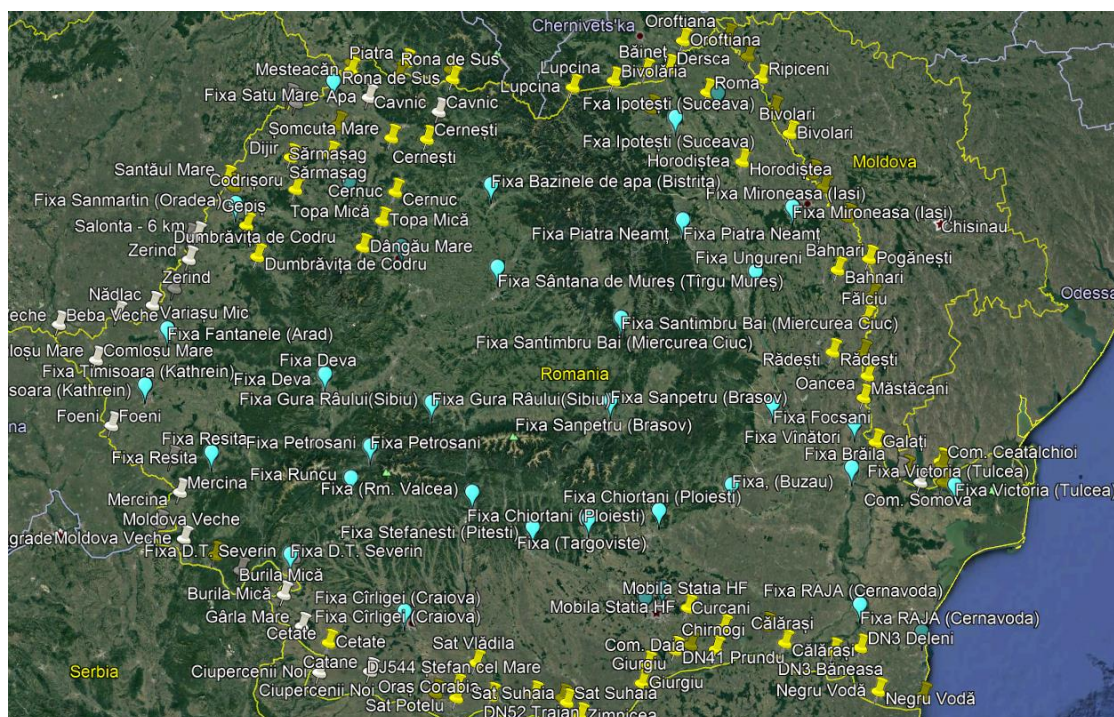 Oroftiana
Chernivets'ka
Oroftiana
Piatra
Rona de Sus
Băineț
Dersca
Mesteacăn
Rona de Sus
Lupcina
Bivolăria
Ripiceni
Lupcina
Roma
Fixa Satu Mare
Apa
Cavnic
Cavnic
Fxa Ipotești (Suceava)
Bivolari
Șomcuta Mare
Cernești
Fxa Ipotești (Suceava)
Bivolari
Dijir
Sărmășag
Cernești
Horodiștea
Moldova
Santăul Mare
Sărmășag
Horodiștea
Codrișoru
Cernuc
Fixa Bazinele de apa (Bistrița)
Fixa Mironeasa (Iasi)
Fixa Sanmartin (Oradea)
Gepiș
Cernuc
Topa Mică
Topa Mică
Fixa Mironeasa (Iasi)
Salonta - 6 km
Fixa Piatra Neamț
Fixa Piatra Neamț
Chisinau
Dumbrăvița de Codru
Dângău Mare
Bahnari
Zerind
Dumbrăvița de Codru
Fixa Ungureni
Pogănești
Zerind
Fixa Sântana de Mureș (Tîrgu Mureș)
Bahnari
Nădlac
Fălciu
Odessa
Beba Veche
Variașu Mic
Fixa Santimbru Bai (Miercurea Ciuc)
Fixa Fantanele (Arad)
Fixa Santimbru Bai (Miercurea Ciuc)
Comloșu Mare
Fixa Deva
Rădești
Rădești
Fixa Timisoara (Kathrein)
Fixa Deva
Romania
Oancea
Măstăcani
Fixa Gura Râului(Sibiu)
Fixa Gura Râului(Sibiu)
Fixa Sanpetru (Brasov)
Foeni
Foeni
Fixa Focșani
Fixa Resita
Fixa Petrosani
Fixa Petrosani
Fixa Sanpetru (Brasov)
Fixa Vînători
Galați
Fixa Resita
Fixa Brăila
Com. Ceatalchioi
Fixa Runcu
Fixa (Rm. Valcea)
Fixa, (Buzau)
Fixa Victoria (Tulcea)
Mercina
Mercina
Fixa Chiortani (Ploiești)
Com. Somova
Fixa Victoria (Tulcea)
Moldova Veche
Fixa Stefanesti (Pitesti)
Fixa Chiortani (Ploiesti)
Moldova Veche
Fixa (Targoviste)
Fixa D.T. Severin
Fixa D.T. Severin
Burila Mică
Burila Mică
Mobila Statia HF
Fixa RAJA (Cernavoda)
Fixa Cîrligei (Craiova)
Mobila Statia HF
Curcani
Gârla Mare
Fixa Cîrligei (Craiova)
Fixa RAJA (Cernavoda)
Cetate
Cetate
Chirnogi
Călărași
Sat Vlădila
Com. Daia
DN3 Deleni
Serbia
Ciupercenii Noi
Catane
DJ544 Stefan cel Mare
Giurgiu
DN41 Prundu
Călărași
DN3 Băneasa
Ciupercenii Noi
Oraș Corabia
Sat Suhaia
Sat Suhaia
Giurgiu
Negru Vodă
Negru Vodă
Sat Potelu
DN52 Traian
Zimnicea